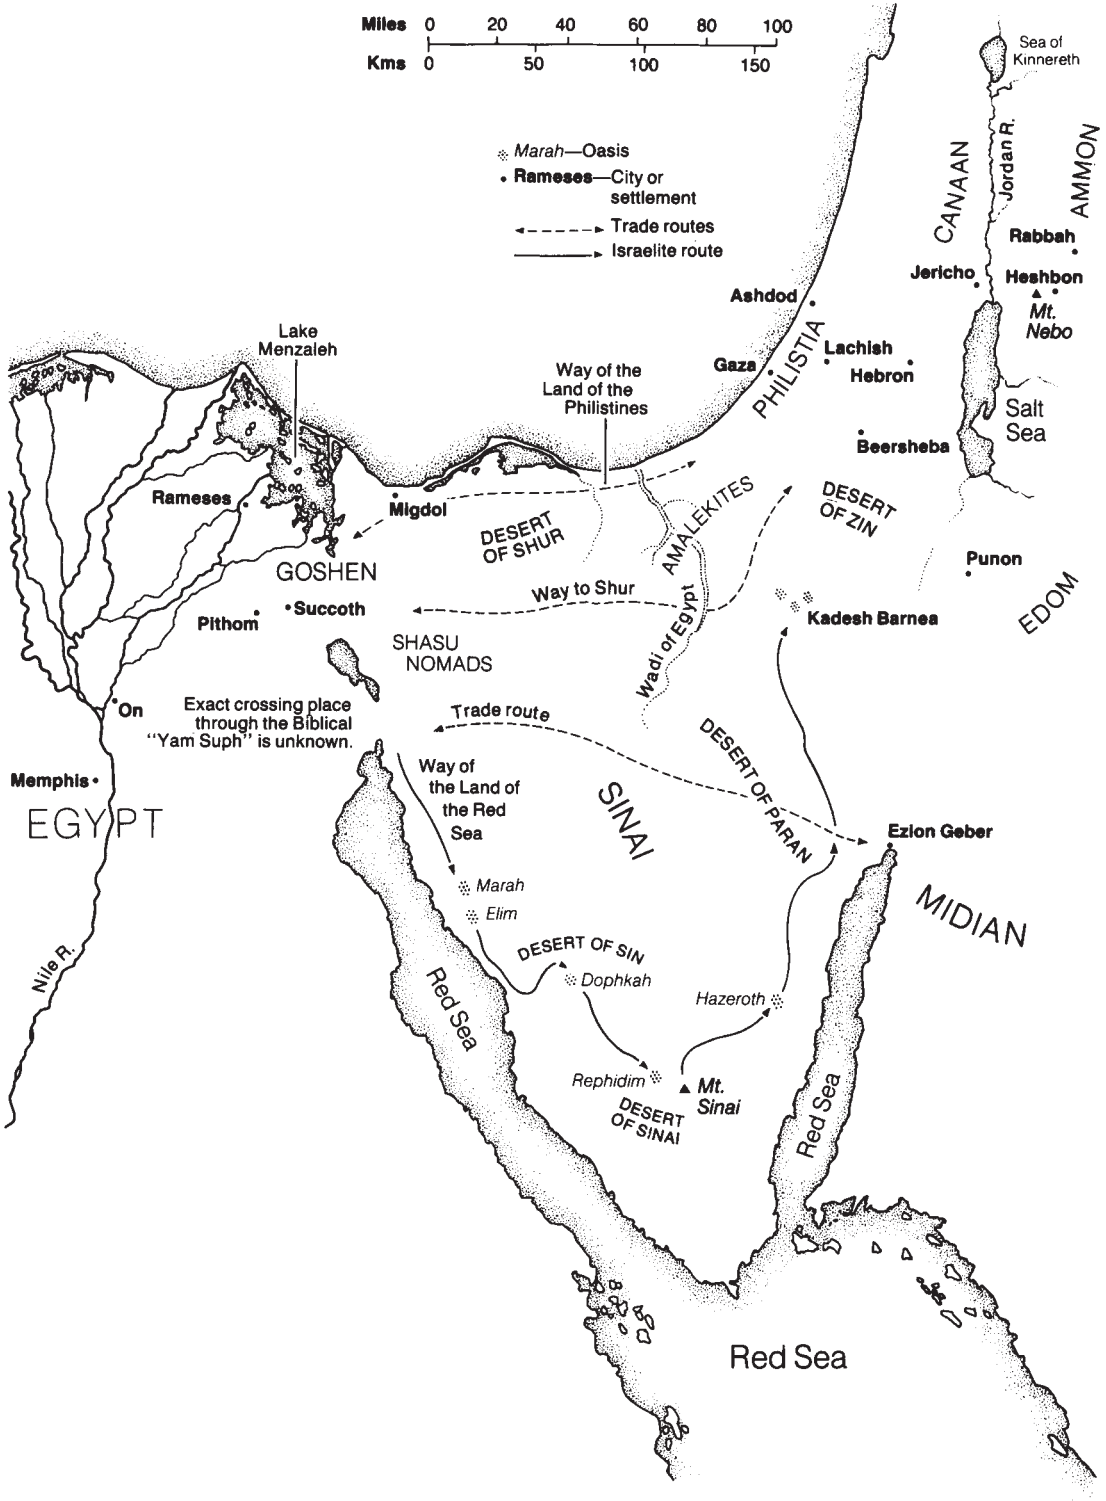 Miles 0 20 40 60 80 100
Kms 0 50 100 150
Marah—Oasis
Rameses—City or
settlement
Trade routes
Israelite route
Sea of
Kinnereth
Jordan R.
CANAAN
AMMON
Rabbah
Jericho
Heshbon
Mt.
Nebo
Ashdod
PHILISTIA
Lachish
Gaza
Hebron
Salt
Sea
Beersheba
Lake
Menzaleh
Way of the
Land of the
Philistines
Rameses
Migdol
DESERT
OF SHUR
AMALEKITES
DESERT
OF ZIN
GOSHEN
Punon
EDOM
Way to Shur
Succoth
Pithom
Kadesh Barnea
Wadi of Egypt
SHASU
NOMADS
On
Exact crossing place
through the Biblical
“Yam Suph” is unknown.
Trade route
Memphis
EGYPT
Way of
the Land of
the Red
Sea
SINAI
DESERT OF PARAN
Ezion Geber
MIDIAN
Marah
Elim
DESERT OF SIN
Nile R.
Dophkah
Red Sea
Hazeroth
Rephidim
Mt.
Sinai
DESERT
OF SINAI
Red Sea
Red Sea